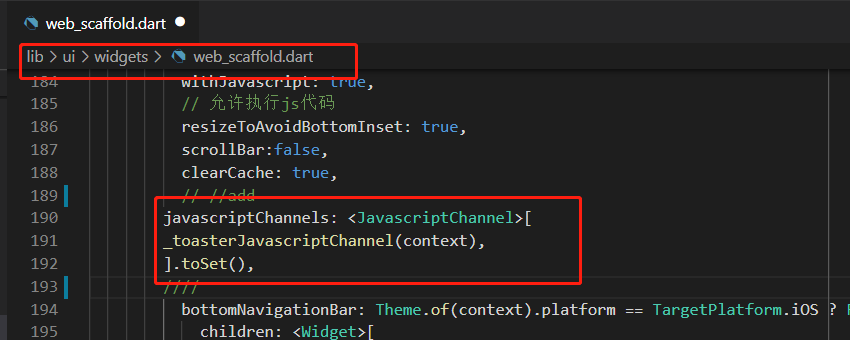 web_scaffold.dart
lib > ui > widgets > web_scaffold.dart
184 withJavascript: true,
185 // 允许执行js代码
186 resizeToAvoidBottomInset: true,
187 scrollBar:false,
188 clearCache: true,
189 // //add
190 javascriptChannels: <JavascriptChannel>[
191 _toasterJavascriptChannel(context),
192 ].toSet(),
193 ////
194 bottomNavigationBar: Theme.of(context).platform == TargetPlatform.iOS ?
195 children: <Widget>[